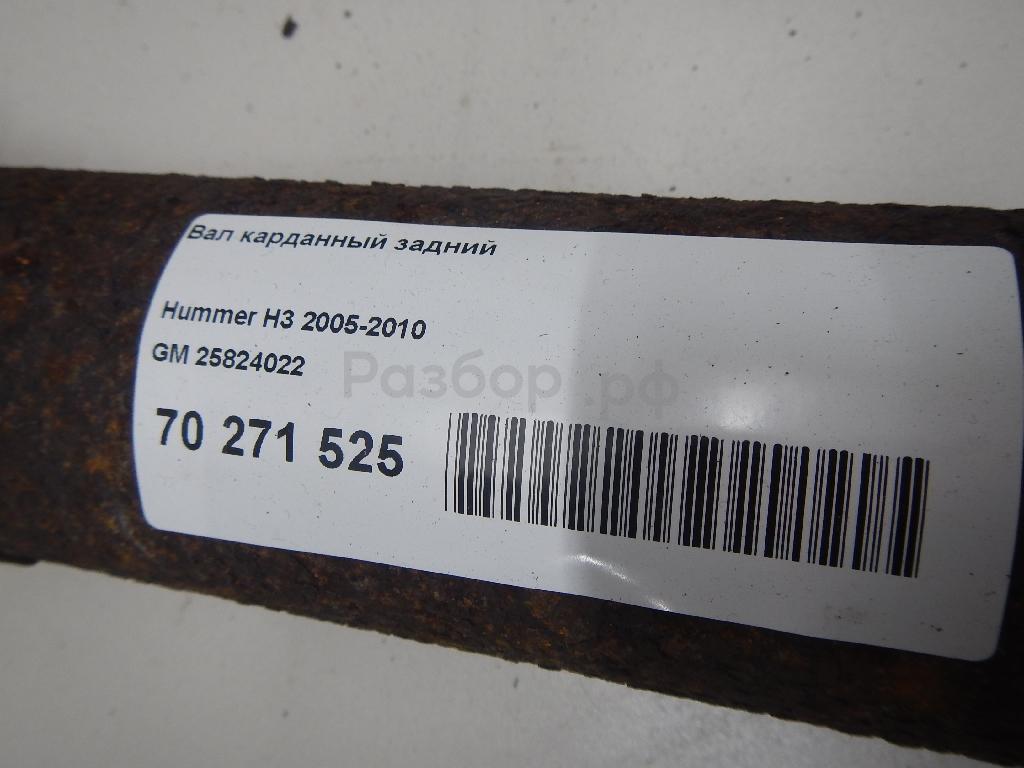 Вал карданный задний
Hummer H3 2005-2010
GM 25824022
Разбор.рф
70 271 525